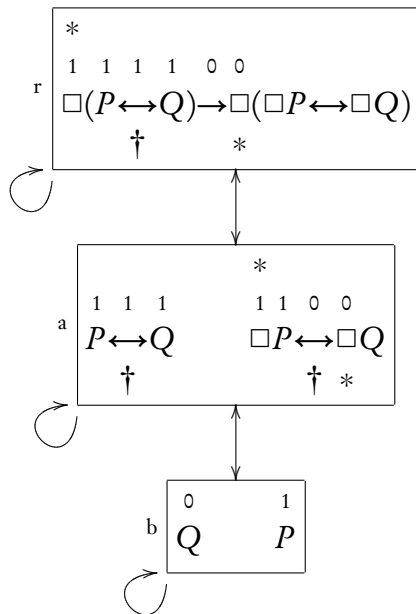 *
1 1 1 1 0 0
r
□(P↔Q)→□(□P↔□Q)
† *
*
1 1 1 1 1 0 0
a
P↔Q □P↔□Q
† † *
0 1
b
Q P